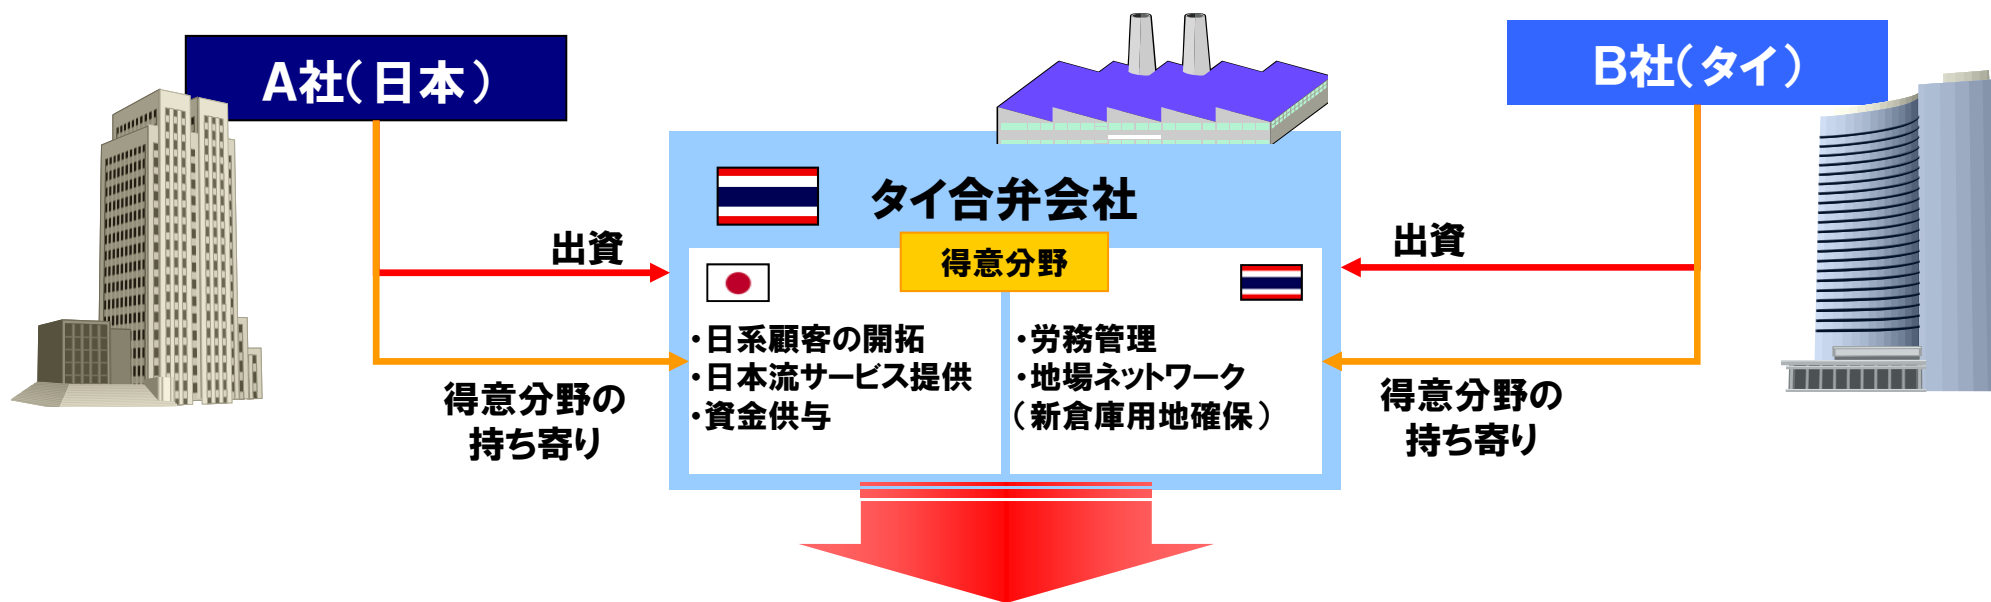 A社(日本)
B社(タイ)
タイ合弁会社
出資
出資
得意分野
・日系顧客の開拓
・日本流サービス提供
・資金供与
・労務管理
・地場ネットワーク
(新倉庫用地確保)
得意分野の
持ち寄り
得意分野の
持ち寄り